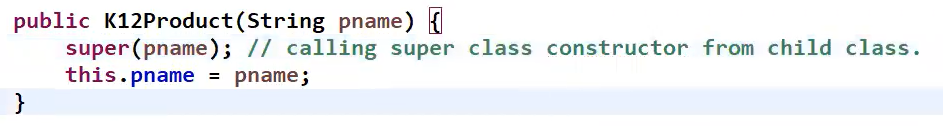 public K12Product(String pname) {
super(pname); // calling super class constructor from child class.
this.pname = pname;
}